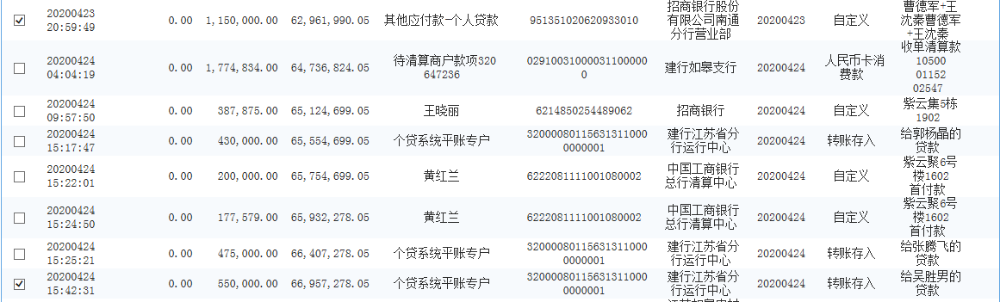 20200423 20:59:49 0.00 1,150,000.00 62,961,990.05 其他应付款-个人贷款 951351020620933010 招商银行股份有限公司南通分行营业部 20200423 自定义 曹德军+王沈秦曹德军+王沈秦
20200424 04:04:19 0.00 1,774,834.00 64,736,824.05 待清算商户款项320647236 029100310000311000000 建行如皋支行 20200424 人民币卡消费款 收单清算款105000115202547
20200424 09:57:50 0.00 387,875.00 65,124,699.05 王晓丽 6214850254489062 招商银行 20200424 自定义 紫云集5栋1902
20200424 15:17:47 0.00 430,000.00 65,554,699.05 个贷系统平账专户 320000801156313110000000001 建行江苏省分行运行中心 20200424 转账存入 给郭杨晶的贷款
20200424 15:22:01 0.00 200,000.00 65,754,699.05 黄红兰 6222081111001080002 中国工商银行总行清算中心 20200424 自定义 紫云聚6号楼1602首付款
20200424 15:24:50 0.00 177,579.00 65,932,278.05 黄红兰 6222081111001080002 中国工商银行总行清算中心 20200424 自定义 紫云聚6号楼1602首付款
20200424 15:25:21 0.00 475,000.00 66,407,278.05 个贷系统平账专户 320000801156313110000000001 建行江苏省分行运行中心 20200424 转账存入 给张腾飞的贷款
20200424 15:42:31 0.00 550,000.00 66,957,278.05 个贷系统平账专户 320000801156313110000000001 建行江苏省分行运行中心 20200424 转账存入 给吴胜男的贷款